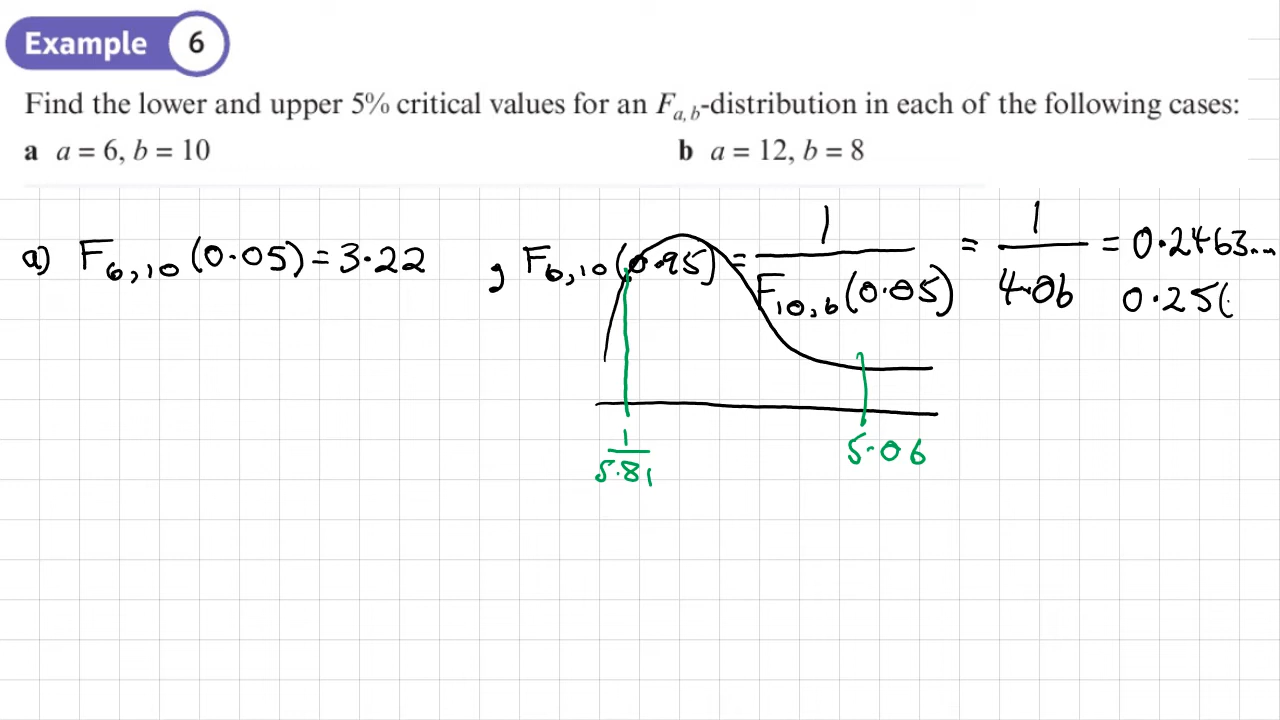 Example 6
Find the lower and upper 5% critical values for an F_{a,b}-distribution in each of the following cases:
a a = 6, b = 10 b a = 12, b = 8
a) F_{6,10} (0.05) = 3.22 , F_{6,10} (0.95) = 1/F_{10,6}(0.05) = 1/4.06 = 0.2463...
0.25(
1/5.81
5.06